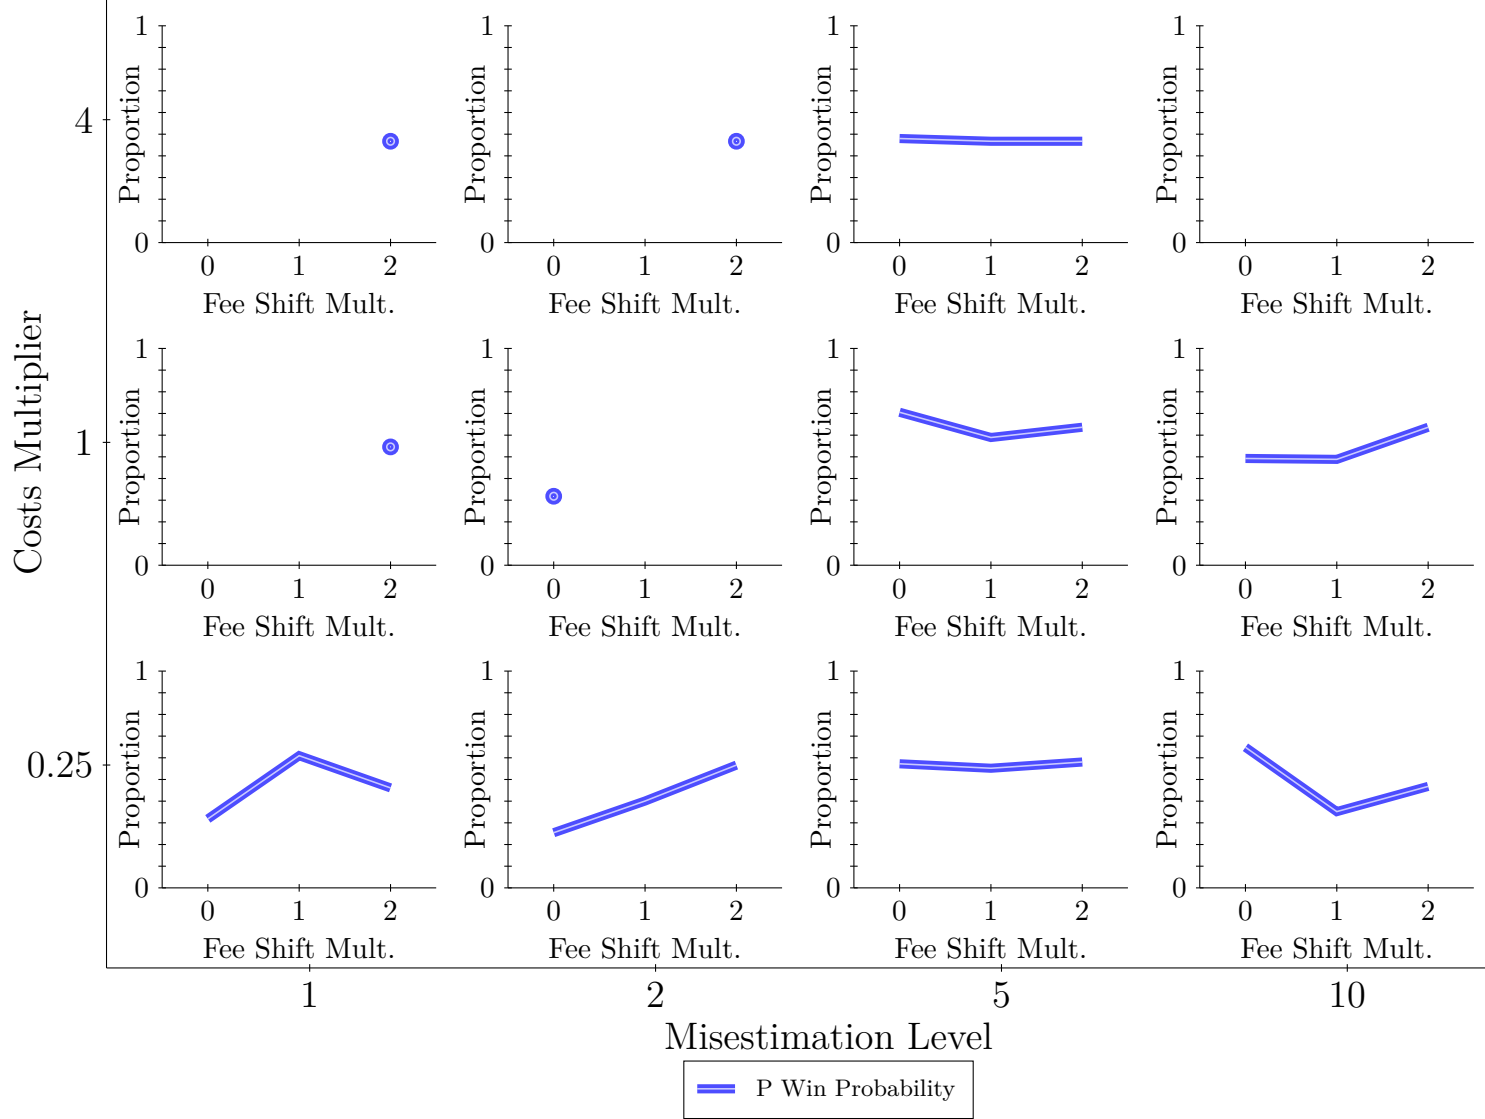 Costs Multiplier
4
1
0.25
1
Proportion
0
0 1 2
Fee Shift Mult.
1
Proportion
0
0 1 2
Fee Shift Mult.
1
Proportion
0
0 1 2
Fee Shift Mult.
1
Proportion
0
0 1 2
Fee Shift Mult.
1
Proportion
0
0 1 2
Fee Shift Mult.
1
Proportion
0
0 1 2
Fee Shift Mult.
1
Proportion
0
0 1 2
Fee Shift Mult.
1
Proportion
0
0 1 2
Fee Shift Mult.
1
Proportion
0
0 1 2
Fee Shift Mult.
1
Proportion
0
0 1 2
Fee Shift Mult.
1
Proportion
0
0 1 2
Fee Shift Mult.
1
Proportion
0
0 1 2
Fee Shift Mult.
1 2 5 10
Misestimation Level
P Win Probability